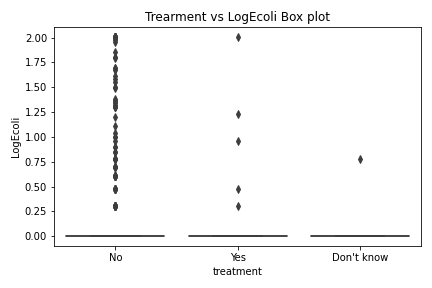 Trearment vs LogEcoli Box plot
2.00
1.75
1.50
1.25
1.00
0.75
0.50
0.25
0.00
LogEcoli
No Yes Don't know
treatment